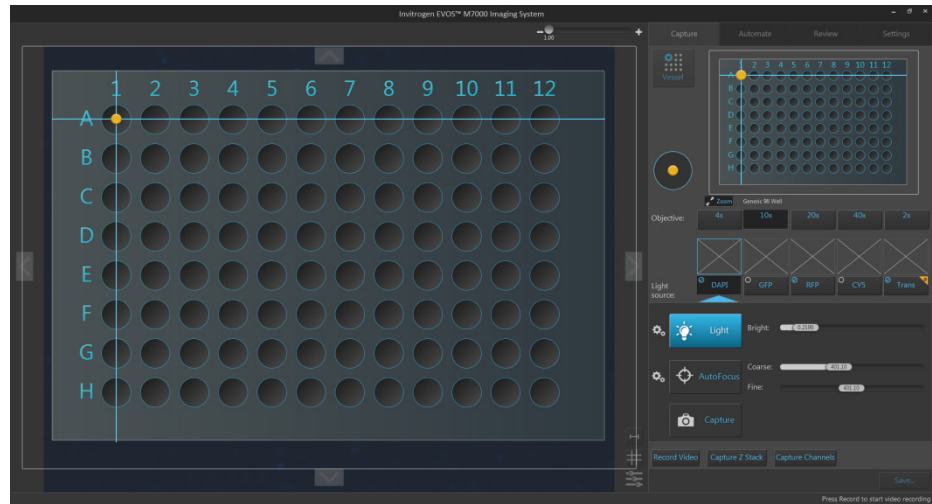 Invitrogen EVOS™ M7000 Imaging System
1.00
Capture Automate Review Settings
Vessel
1 2 3 4 5 6 7 8 9 10 11 12
A
B
C
D
E
F
G
H
1 2 3 4 5 6 7 8 9 10 11 12
A
B
C
D
E
F
G
H
Zoom Generic 96 Well
Objective: 4x 10x 20x 40x 2x
Light source: DAPI GFP RFP CY5 Trans
Light Bright: 0.2100
AutoFocus Coarse: 401.10
Fine: 401.10
Capture
Record Video Capture Z Stack Capture Channels
Save..
Press Record to start video recording